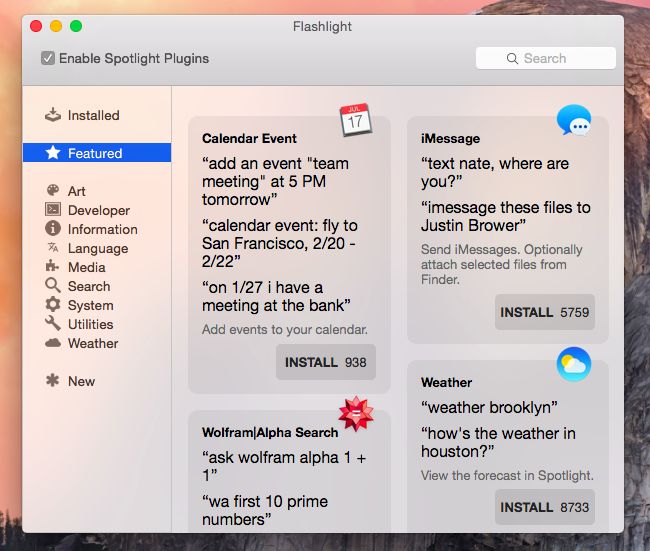 Flashlight
Enable Spotlight Plugins
Search
Installed
Featured
Art
Developer
Information
Language
Media
Search
System
Utilities
Weather
New
JUL
17
Calendar Event
“add an event "team
meeting" at 5 PM
tomorrow”
“calendar event: fly to
San Francisco, 2/20 -
2/22”
“on 1/27 i have a
meeting at the bank”
Add events to your calendar.
INSTALL 938
Wolfram|Alpha Search
“ask wolfram alpha 1 +
1”
“wa first 10 prime
numbers”
iMessage
“text nate, where are
you?”
“imessage these files to
Justin Brower”
Send iMessages. Optionally
attach selected files from
Finder.
INSTALL 5759
Weather
“weather brooklyn”
“how's the weather in
houston?”
View the forecast in Spotlight.
INSTALL 8733